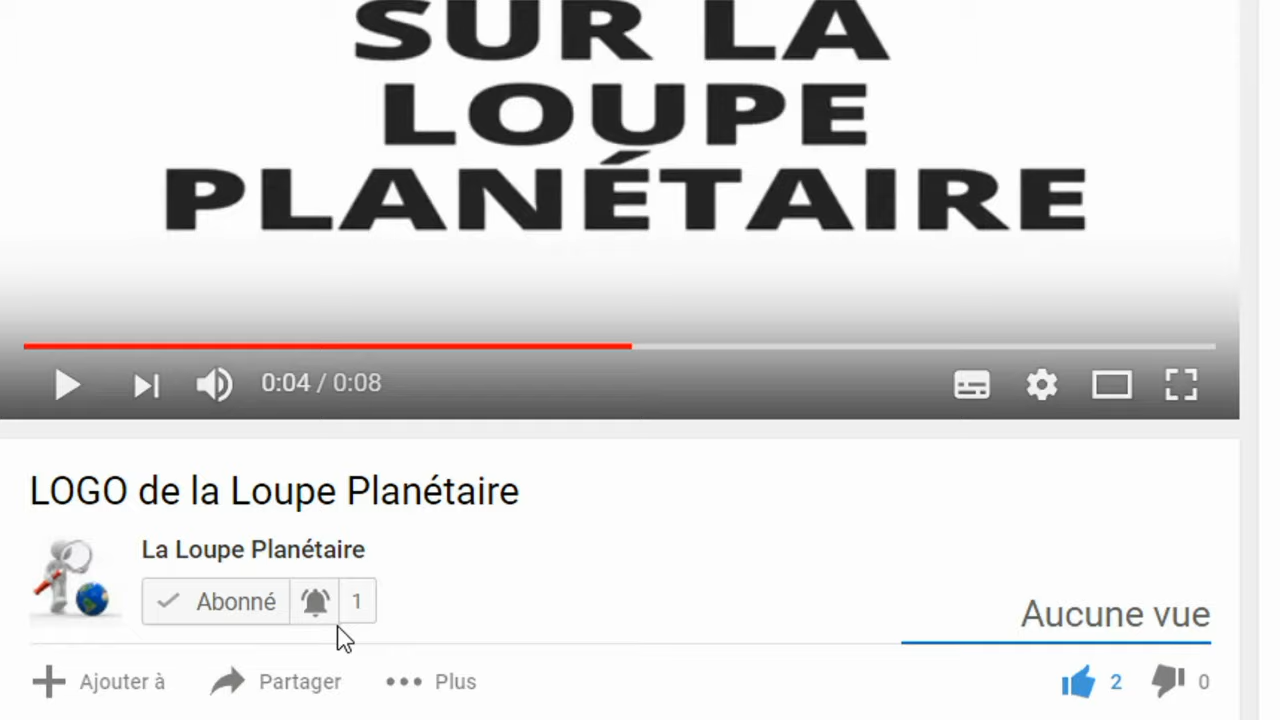 SUR LA
LOUPE
PLANÉTAIRE
0:04 / 0:08
LOGO de la Loupe Planétaire
La Loupe Planétaire
Abonné 1
Aucune vue
Ajouter à Partager Plus 2 0